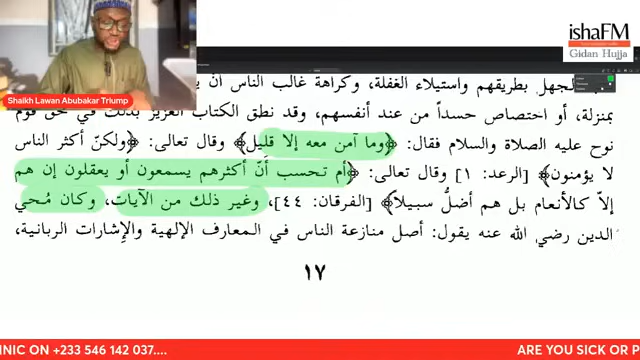 ishaFM
Gidan Hujja
Shaikh Lawan Abubakar Triump
الجهل بطريقهم واستيلاء الغفلة، وكراهة غالب الناس أن
بمنزلة، أو اختصاص حسداً من عند أنفسهم، وقد نطق الكتاب العزيز بذلك في حق قوم
نوح عليه الصلاة والسلام فقال: ﴿وما آمن معه إلا قليل﴾ وقال تعالى: ﴿ولكنّ أكثر الناس
لا يؤمنون﴾ [الرعد: ١] وقال تعالى: ﴿أم تحسب أنّ أكثرهم يسمعون أو يعقلون إن هم
إلاّ كالأنعام بل هم أضلُّ سبيلاً﴾ [الفرقان: ٤٤]، وغير ذلك من الآيات، وكان مُحي
الدين رضي الله عنه يقول: أصل منازعة الناس في المعارف الإلهية والإشارات الربانية،
١٧
INIC ON +233 546 142 037....
ARE YOU SICK OR P